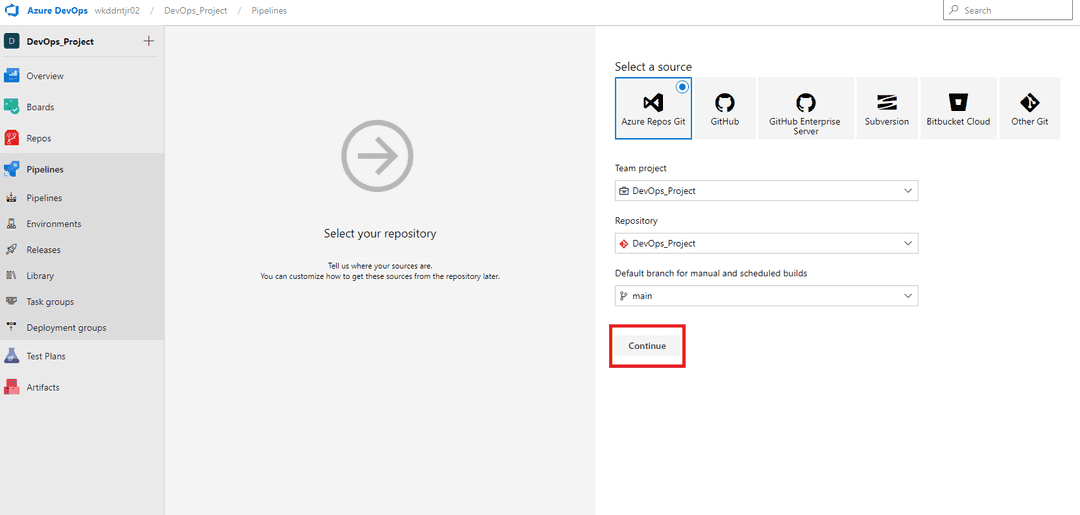 Azure DevOps wkddntjr02 / DevOps_Project / Pipelines
Search
D DevOps_Project +
Overview
Boards
Repos
Pipelines
Pipelines
Environments
Releases
Library
Task groups
Deployment groups
Test Plans
Artifacts
Select your repository
Tell us where your sources are.
You can customize how to get these sources from the repository later.
Select a source
Azure Repos Git
GitHub
GitHub Enterprise
Server
Subversion
Bitbucket Cloud
Other Git
Team project
DevOps_Project
Repository
DevOps_Project
Default branch for manual and scheduled builds
main
Continue